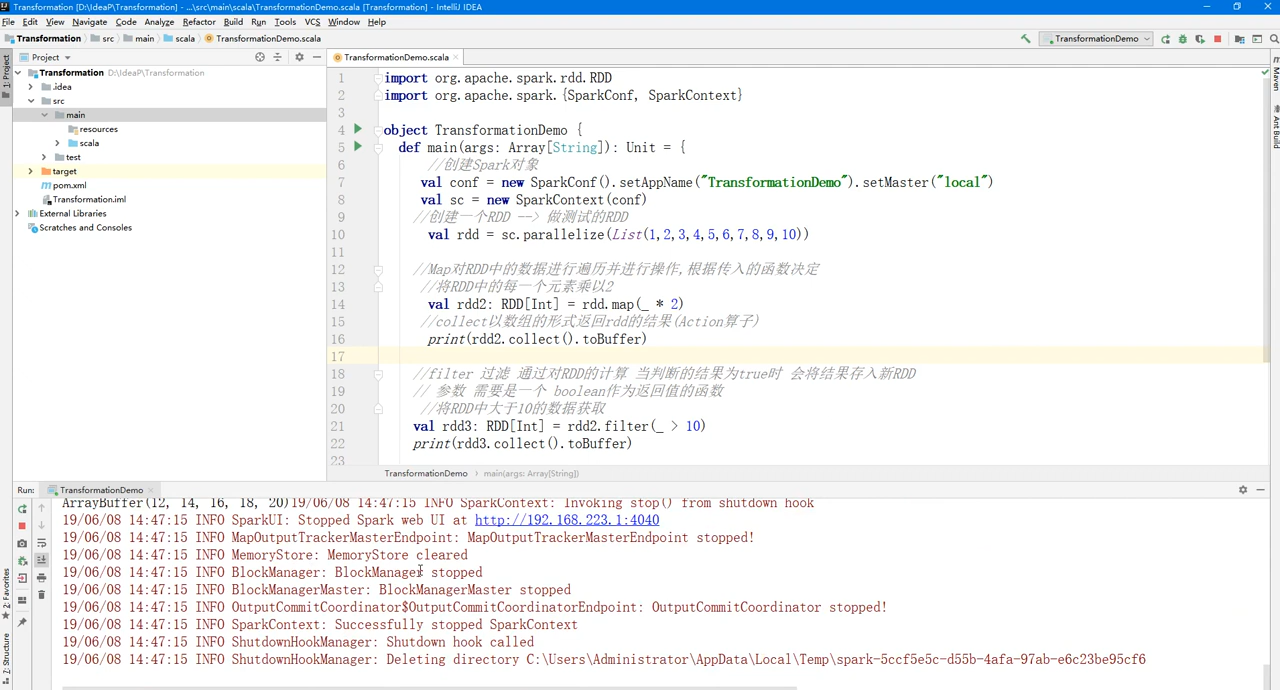 Transformation [D:\IdeaP\Transformation] - ...\src\main\scala\TransformationDemo.scala [Transformation] - IntelliJ IDEA
File Edit View Navigate Code Analyze Refactor Build Run Tools VCS Window Help
Transformation src main scala TransformationDemo.scala
TransformationDemo
Project
TransformationDemo.scala
Transformation D:\IdeaP\Transformation
.idea
src
main
resources
scala
test
target
pom.xml
Transformation.iml
External Libraries
Scratches and Consoles
1: Project
2: Favorites
7: Structure
Maven
Ant Build
1 import org.apache.spark.rdd.RDD
2 import org.apache.spark.{SparkConf, SparkContext}
3
4 object TransformationDemo {
5 def main(args: Array[String]): Unit = {
6 //创建Spark对象
7 val conf = new SparkConf().setAppName("TransformationDemo").setMaster("local")
8 val sc = new SparkContext(conf)
9 //创建一个RDD --> 做测试的RDD
10 val rdd = sc.parallelize(List(1,2,3,4,5,6,7,8,9,10))
11
12 //Map对RDD中的数据进行遍历并进行操作,根据传入的函数决定
13 //将RDD中的每一个元素乘以2
14 val rdd2: RDD[Int] = rdd.map(_ * 2)
15 //collect以数组的形式返回rdd的结果(Action算子)
16 print(rdd2.collect().toBuffer)
17
18 //filter 过滤 通过对RDD的计算 当判断的结果为true时 会将结果存入新RDD
19 // 参数 需要是一个 boolean作为返回值的函数
20 //将RDD中大于10的数据获取
21 val rdd3: RDD[Int] = rdd2.filter(_ > 10)
22 print(rdd3.collect().toBuffer)
23
TransformationDemo main(args: Array[String])
Run: TransformationDemo
ArrayBuffer(12, 14, 16, 18, 20)19/06/08 14:47:15 INFO SparkContext: Invoking stop() from shutdown hook
19/06/08 14:47:15 INFO SparkUI: Stopped Spark web UI at http://192.168.223.1:4040
19/06/08 14:47:15 INFO MapOutputTrackerMasterEndpoint: MapOutputTrackerMasterEndpoint stopped!
19/06/08 14:47:15 INFO MemoryStore: MemoryStore cleared
19/06/08 14:47:15 INFO BlockManager: BlockManager stopped
19/06/08 14:47:15 INFO BlockManagerMaster: BlockManagerMaster stopped
19/06/08 14:47:15 INFO OutputCommitCoordinator$OutputCommitCoordinatorEndpoint: OutputCommitCoordinator stopped!
19/06/08 14:47:15 INFO SparkContext: Successfully stopped SparkContext
19/06/08 14:47:15 INFO ShutdownHookManager: Shutdown hook called
19/06/08 14:47:15 INFO ShutdownHookManager: Deleting directory C:\Users\Administrator\AppData\Local\Temp\spark-5ccf5e5c-d55b-4afa-97ab-e6c23be95cf6